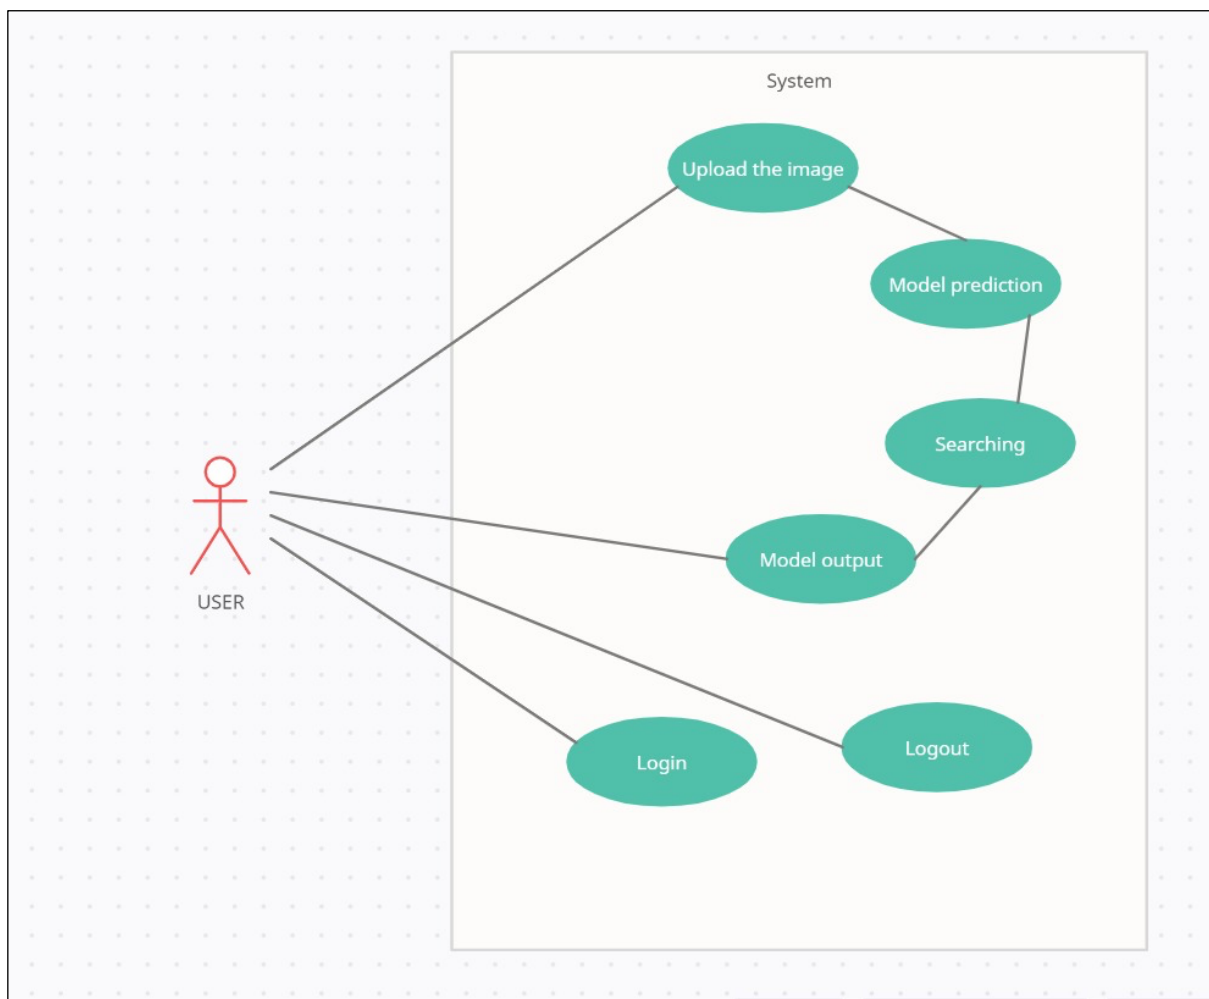 System
Upload the image
Model prediction
Searching
Model output
USER
Logout
Login